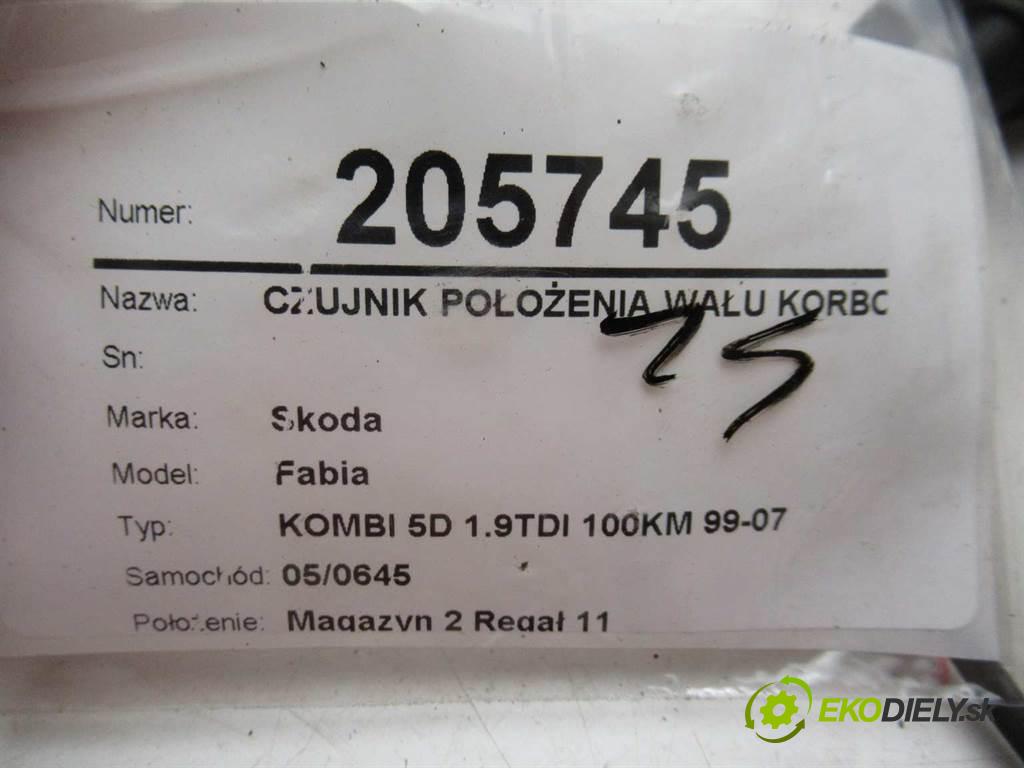 Numer: 205745
Nazwa: CZUJNIK POŁOŻENIA WAŁU KORBO
Sn:
15
Marka: Skoda
Model: Fabia
Typ: KOMBI 5D 1.9TDI 100KM 99-07
Samochód: 05/0645
Położenie: Magazyn 2 Regał 11
EKODIELY.sk